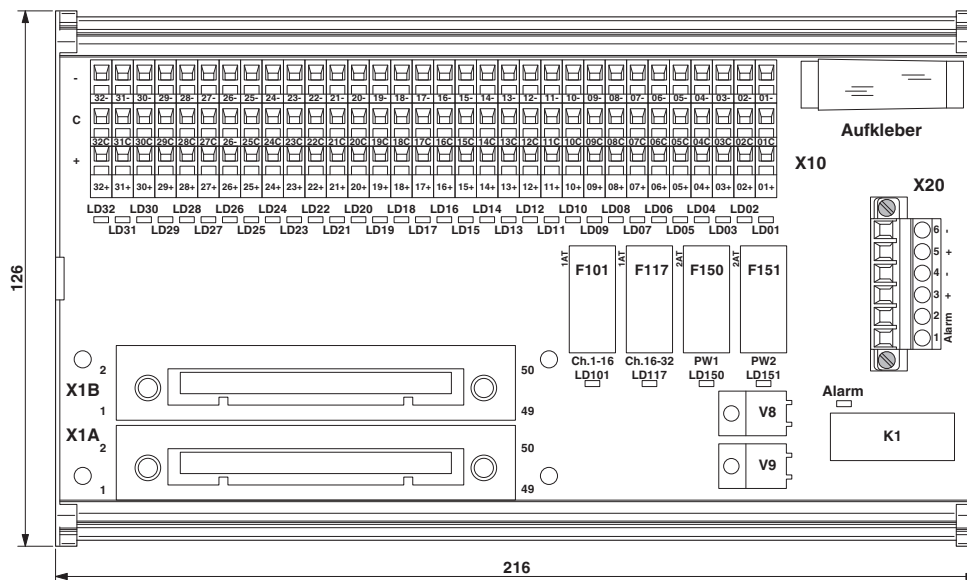 -
32- 31- 30- 29- 28- 27- 26- 25- 24- 23- 22- 21- 20- 19- 18- 17- 16- 15- 14- 13- 12- 11- 10- 09- 08- 07- 06- 05- 04- 03- 02- 01-
C
32C 31C 30C 29C 28C 27C 26- 25C 24C 23C 22C 21C 20C 19C 18C 17C 16C 15C 14C 13C 12C 11C 10C 09C 08C 07C 06C 05C 04C 03C 02C 01C
+
32+ 31+ 30+ 29+ 28+ 27+ 26+ 25+ 24+ 23+ 22+ 21+ 20+ 19+ 18+ 17+ 16+ 15+ 14+ 13+ 12+ 11+ 10+ 09+ 08+ 07+ 06+ 05+ 04+ 03+ 02+ 01+
Aufkleber
X10
X20
LD32 LD30 LD28 LD26 LD24 LD22 LD20 LD18 LD16 LD14 LD12 LD10 LD08 LD06 LD04 LD02
LD31 LD29 LD27 LD25 LD23 LD21 LD19 LD17 LD15 LD13 LD11 LD09 LD07 LD05 LD03 LD01
6 -
5 +
4 -
3 +
2
1
Alarm
1AT F101 1AT F117 2AT F150 2AT F151
Ch.1-16 Ch.16-32 PW1 PW2
LD101 LD117 LD150 LD151
126
X1B
2 50
1 49
X1A
2 50
1 49
V8
V9
Alarm
K1
216